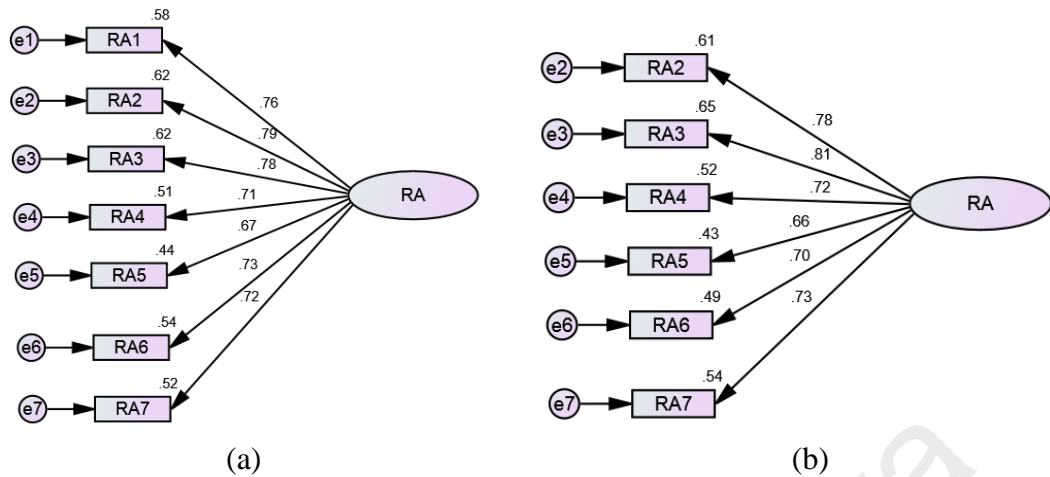 .58
e1 RA1
.62
e2 RA2
.76
.79
.62
e3 RA3
.78
.51
e4 RA4
.71
RA
.67
.44
e5 RA5
.73
.72
.54
e6 RA6
.52
e7 RA7
(a)
.61
e2 RA2
.78
.65
e3 RA3
.81
.52
e4 RA4
.72
RA
.66
.43
e5 RA5
.70
.49
e6 RA6
.73
.54
e7 RA7
(b)